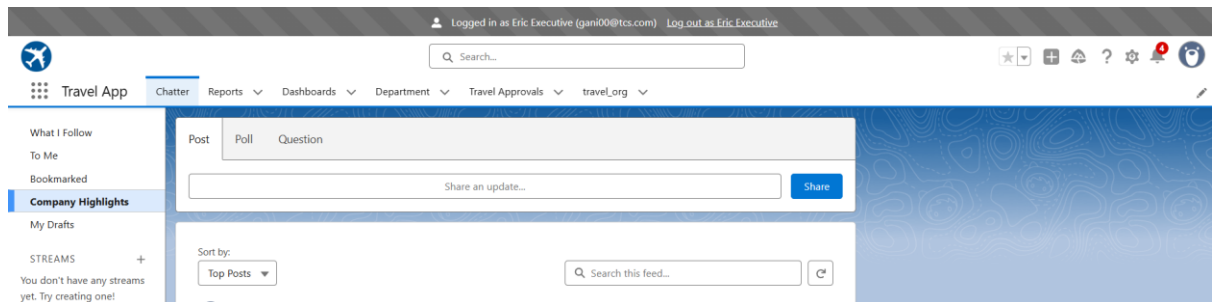 Logged in as Eric Executive (gani00@tcs.com) Log out as Eric Executive
Search...
4
Travel App Chatter Reports Dashboards Department Travel Approvals travel_org
What I Follow
To Me
Bookmarked
Company Highlights
My Drafts
STREAMS
You don't have any streams
yet. Try creating one!
Post Poll Question
Share an update... Share
Sort by:
Top Posts Search this feed...